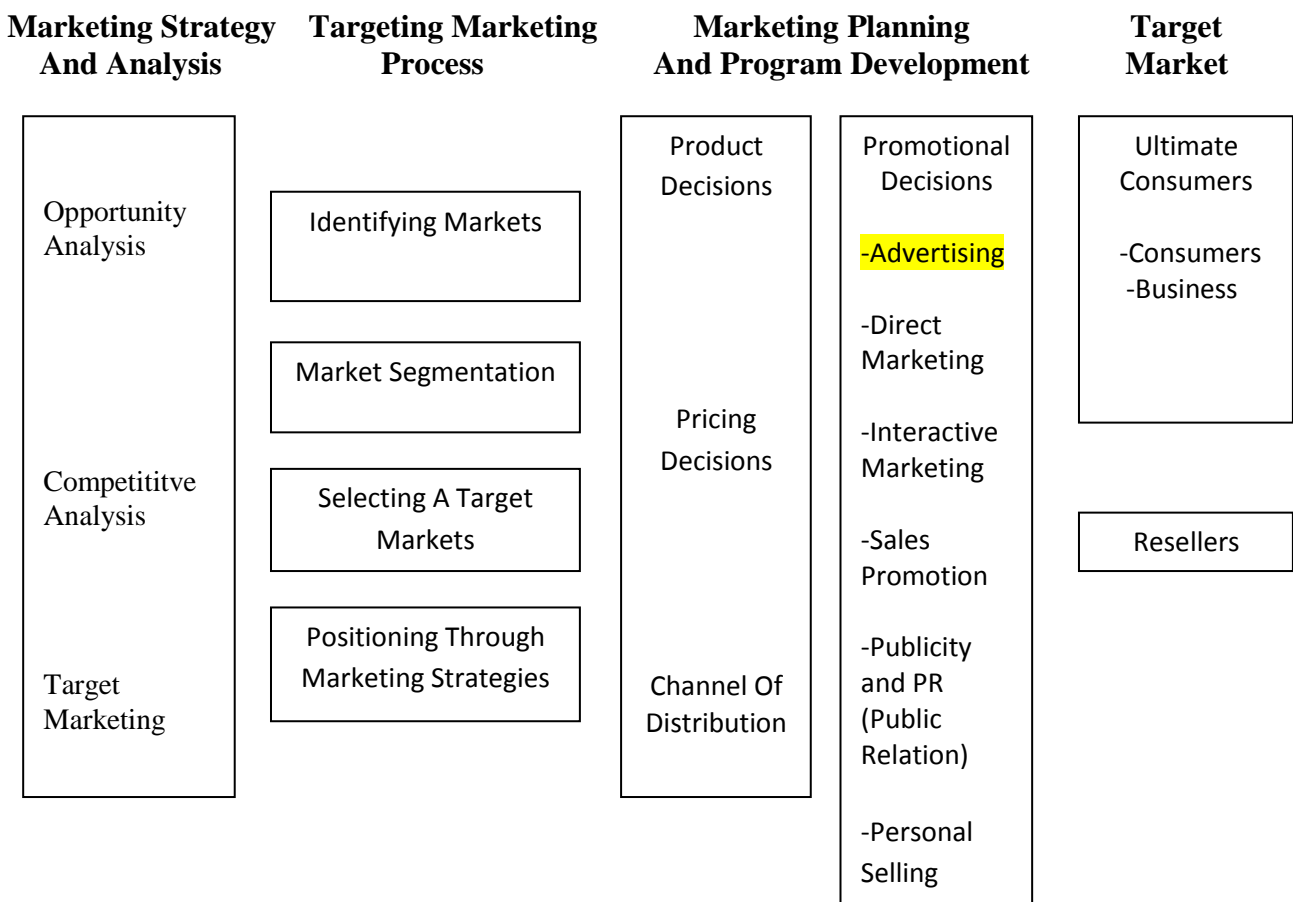 Marketing Strategy
And Analysis
Targeting Marketing
Process
Marketing Planning
And Program Development
Target
Market
Opportunity
Analysis
Competititve
Analysis
Target
Marketing
Identifying Markets
Market Segmentation
Selecting A Target
Markets
Positioning Through
Marketing Strategies
Product
Decisions
Pricing
Decisions
Channel Of
Distribution
Promotional
Decisions
-Advertising
-Direct
Marketing
-Interactive
Marketing
-Sales
Promotion
-Publicity
and PR
(Public
Relation)
-Personal
Selling
Ultimate
Consumers
-Consumers
-Business
Resellers